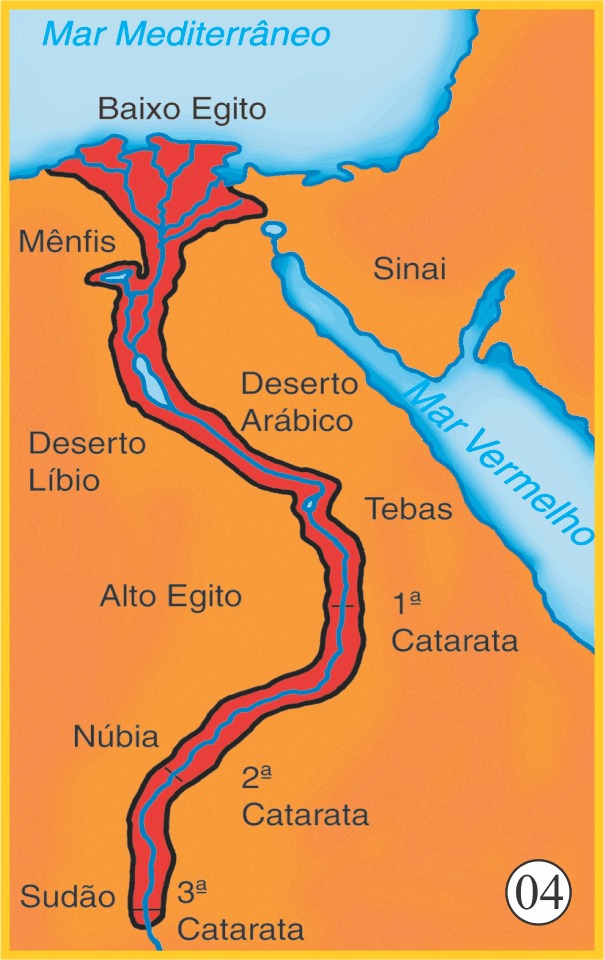 Mar Mediterrâneo
Baixo Egito
Mênfis
Sinai
Deserto
Arábico
Mar Vermelho
Deserto
Líbio
Tebas
Alto Egito
1ª
Catarata
Núbia
2ª
Catarata
Sudão
3ª
Catarata
04